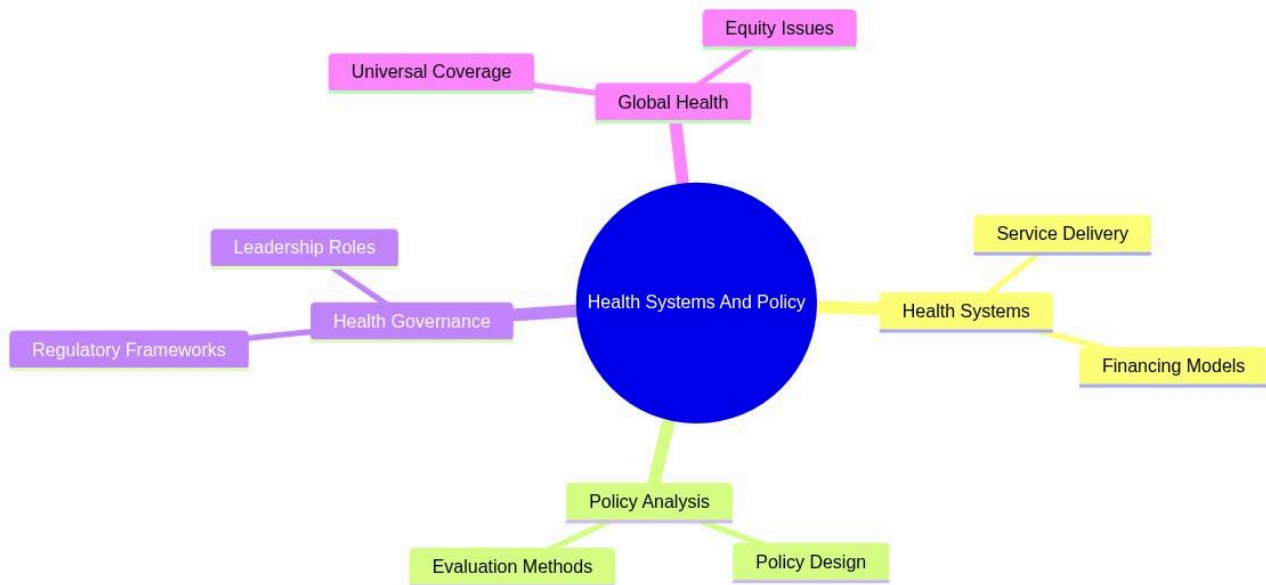 Equity Issues
Universal Coverage
Global Health
Service Delivery
Leadership Roles
Health Systems And Policy
Health Systems
Health Governance
Regulatory Frameworks
Financing Models
Policy Analysis
Policy Design
Evaluation Methods